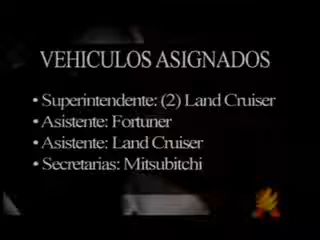 VEHICULOS ASIGNADOS
• Superintendente: (2) Land Cruiser
• Asistente: Fortuner
• Asistente: Land Cruiser
• Secretarias: Mitsubitchi